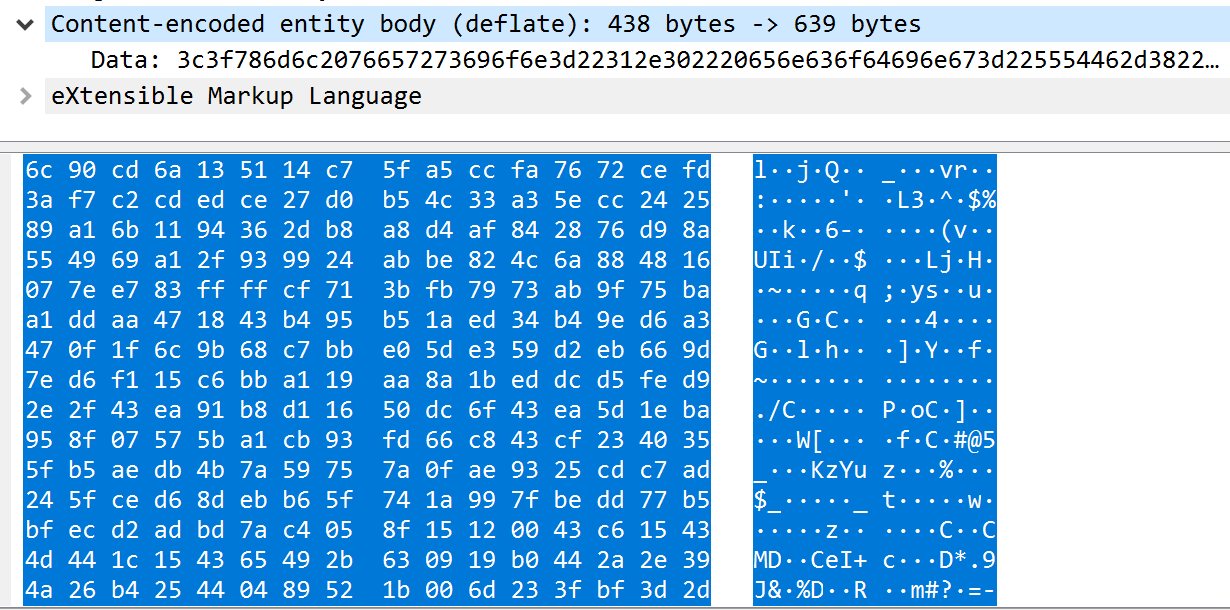 Content-encoded entity body (deflate): 438 bytes -> 639 bytes
Data: 3c3f786d6c2076657273696f6e3d22312e302220656e636f64696e673d225554462d3822…
eXtensible Markup Language
6c 90 cd 6a 13 51 14 c7 5f a5 cc fa 76 72 ce fd l··j·Q·· _···vr··
3a f7 c2 cd ed ce 27 d0 b5 4c 33 a3 5e cc 24 25 :·····'· ·L3·^·$%
89 a1 6b 11 94 36 2d b8 a8 d4 af 84 28 76 d9 8a ··k··6-· ····(v··
55 49 69 a1 2f 93 99 24 ab be 82 4c 6a 88 48 16 UIi·/··$ ···Lj·H·
07 7e e7 83 ff ff cf 71 3b fb 79 73 ab 9f 75 ba ·~·····q ;·ys··u·
a1 dd aa 47 18 43 b4 95 b5 1a ed 34 b4 9e d6 a3 ···G·C·· ···4····
47 0f 1f 6c 9b 68 c7 bb e0 5d e3 59 d2 eb 66 9d G··l·h·· ·]·Y··f·
7e d6 f1 15 c6 bb a1 19 aa 8a 1b ed dc d5 fe d9 ~······· ········
2e 2f 43 ea 91 b8 d1 16 50 dc 6f 43 ea 5d 1e ba ./C····· P·oC·]··
95 8f 07 57 5b a1 cb 93 fd 66 c8 43 cf 23 40 35 ···W[··· ·f·C·#@5
5f b5 ae db 4b 7a 59 75 7a 0f ae 93 25 cd c7 ad _···KzYu z···%···
24 5f ce d6 8d eb b6 5f 74 1a 99 7f be dd 77 b5 $_·····_ t·····w·
bf ec d2 ad bd 7a c4 05 8f 15 12 00 43 c6 15 43 ·····z·· ····C··C
4d 44 1c 15 43 65 49 2b 63 09 19 b0 44 2a 2e 39 MD··CeI+ c···D*.9
4a 26 b4 25 44 04 89 52 1b 00 6d 23 3f bf 3d 2d J&·%D··R ··m#?·=-